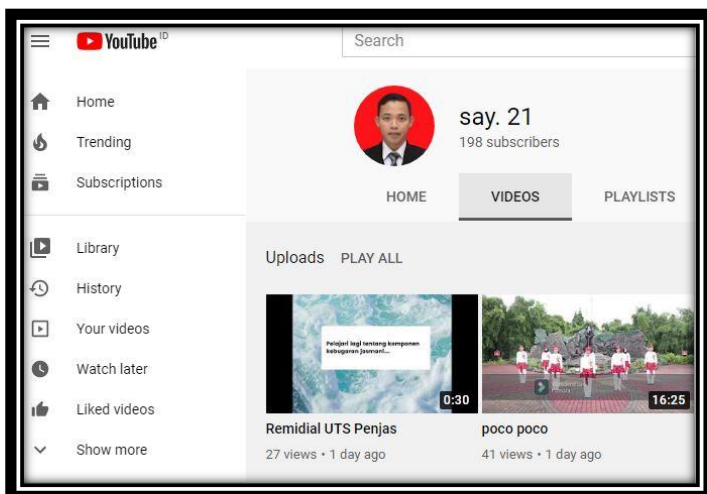 YouTube ID
Search
Home
Trending
Subscriptions
Library
History
Your videos
Watch later
Liked videos
Show more
say. 21
198 subscribers
HOME
VIDEOS
PLAYLISTS
Uploads
PLAY ALL
Pelajari lagi tentang komponen
kebugaran jasmani...
0:30
Remidial UTS Penjas
27 views • 1 day ago
16:25
poco poco
41 views • 1 day ago